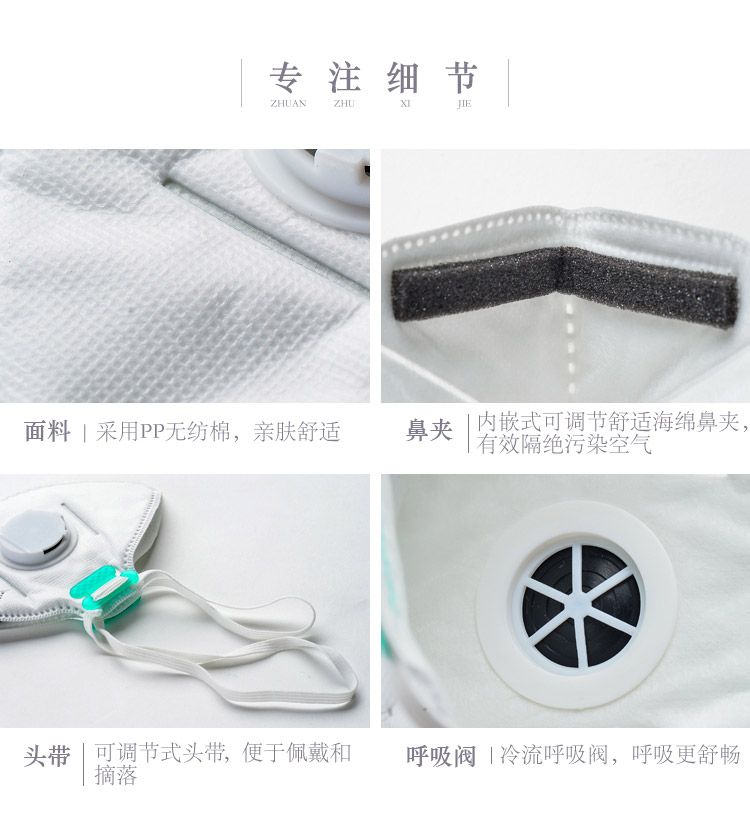 专注细节
ZHUAN ZHU XI JIE
面料 | 采用PP无纺棉，亲肤舒适
鼻夹 | 内嵌式可调节舒适海绵鼻夹，
有效隔绝污染空气
头带 | 可调节式头带，便于佩戴和
摘落
呼吸阀 | 冷流呼吸阀，呼吸更舒畅